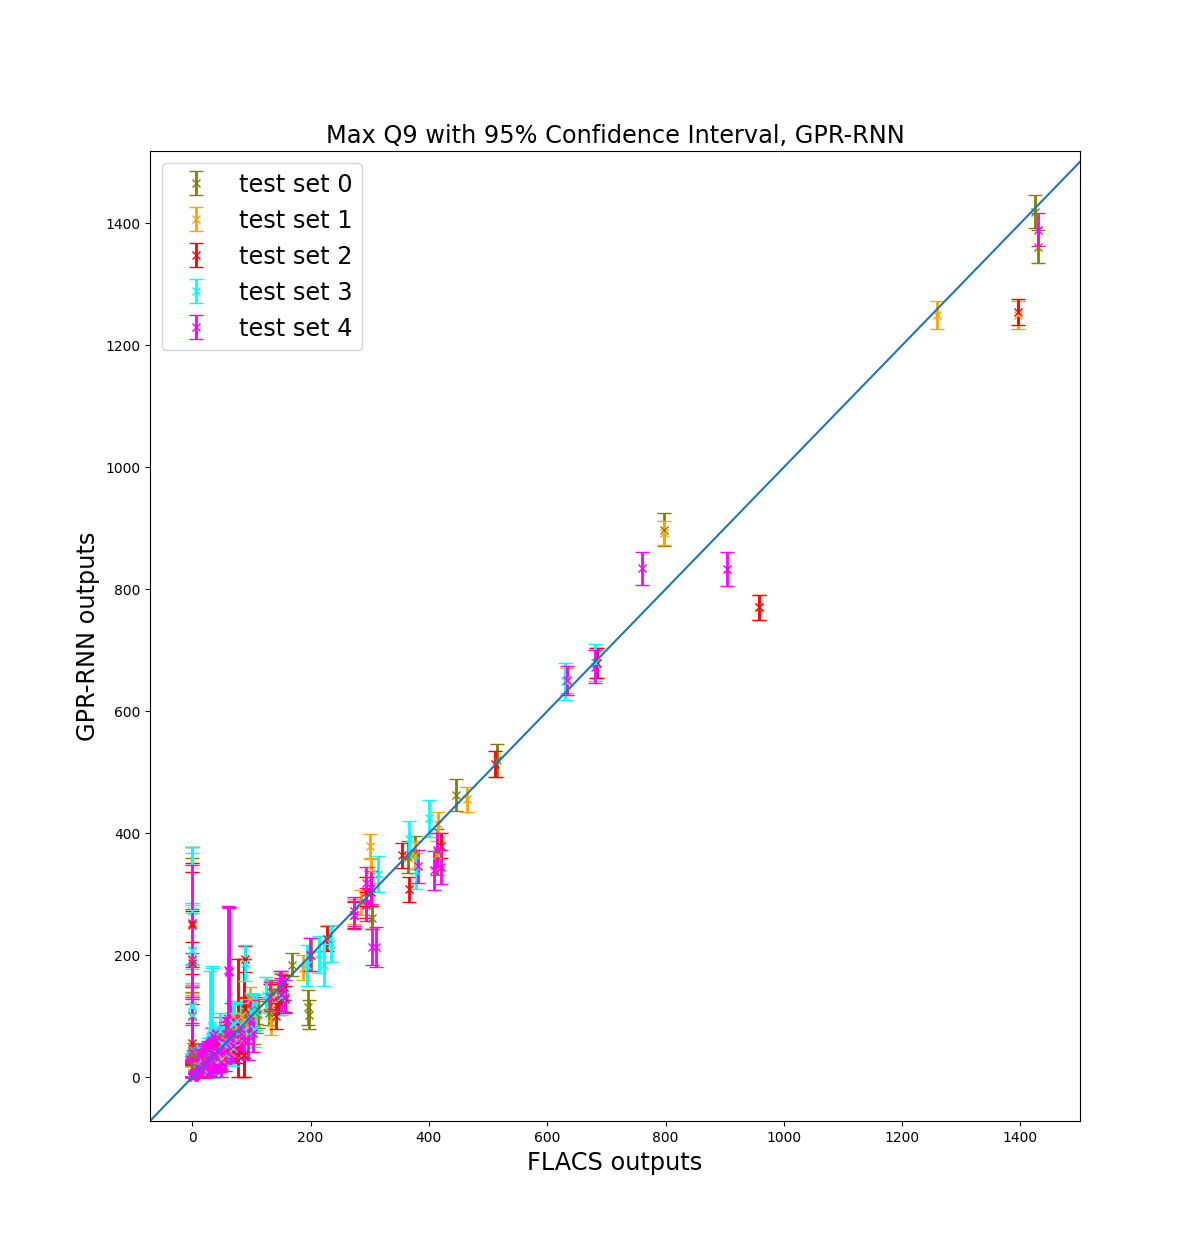 Max Q9 with 95% Confidence Interval, GPR-RNN
test set 0
test set 1
test set 2
test set 3
test set 4
1400
1200
1000
800
600
400
200
0
GPR-RNN outputs
0 200 400 600 800 1000 1200 1400
FLACS outputs